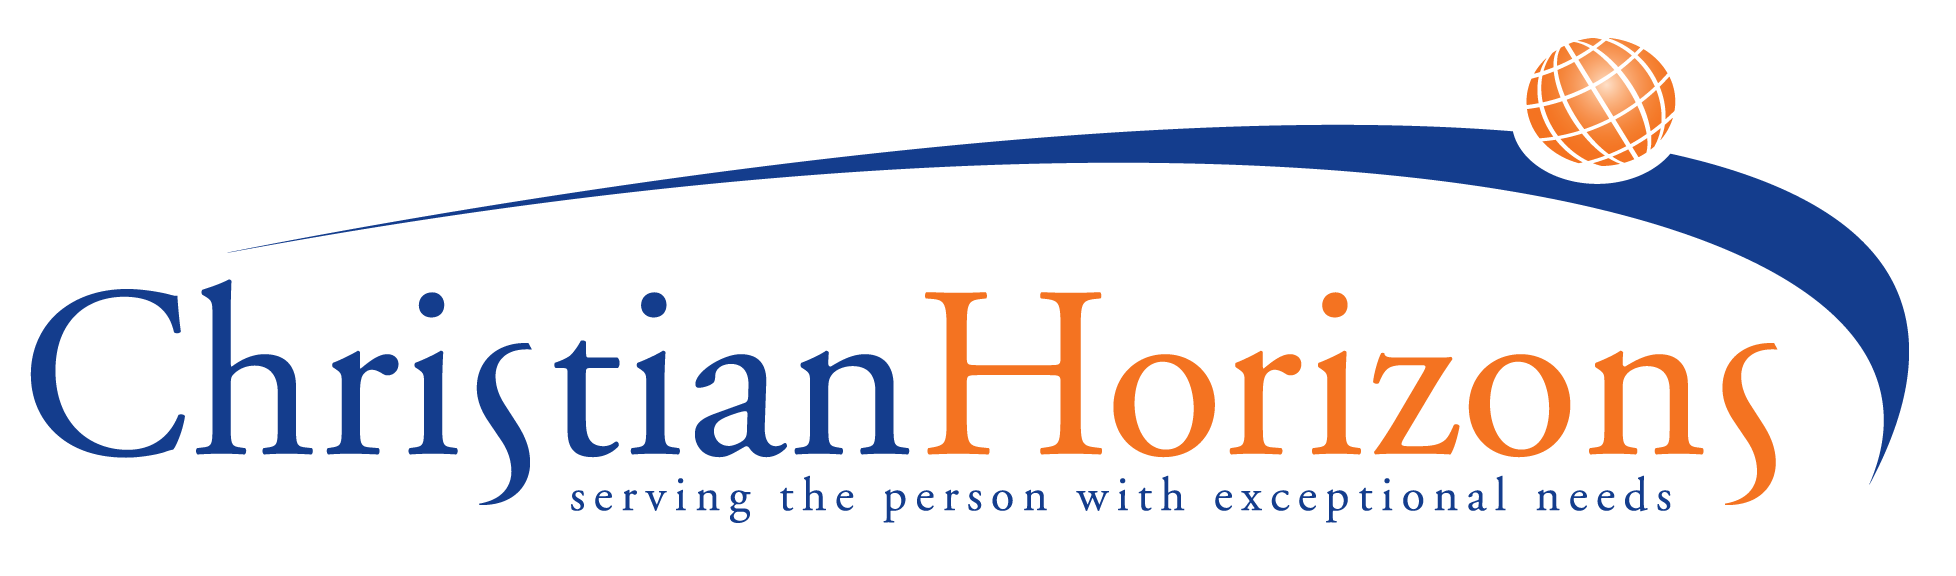 ChristianHorizons
serving the person with exceptional needs